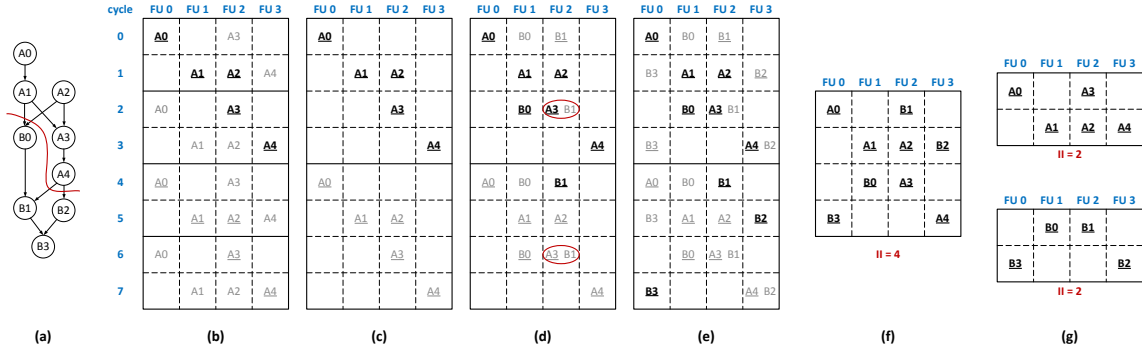 cycle FU 0 FU 1 FU 2 FU 3 FU 0 FU 1 FU 2 FU 3 FU 0 FU 1 FU 2 FU 3 FU 0 FU 1 FU 2 FU 3
0 A0 A3 A0 A0 B0 B1 A0 B0 B1
1 A1 A2 A4 A1 A2 A1 A2 B3 A1 A2 B2
2 A0 A3 A3 B0 A3 B1 B0 A3 B1
3 A1 A2 A4 A4 A4 B3 A4 B2
4 A0 A3 A0 A0 B0 B1 A0 B0 B1
5 A1 A2 A4 A1 A2 A1 A2 B3 A1 A2 B2
6 A0 A3 A3 B0 A3 B1 B0 A3 B1
7 A1 A2 A4 A4 A4 B3 A4 B2
A0
A1 A2
B0 A3
A4
B1 B2
B3
FU 0 FU 1 FU 2 FU 3
A0 B1
A1 A2 B2
B0 A3
B3 A4
II = 4
FU 0 FU 1 FU 2 FU 3
A0 A3
A1 A2 A4
II = 2
FU 0 FU 1 FU 2 FU 3
B0 B1
B3 B2
II = 2
(a) (b) (c) (d) (e) (f) (g)